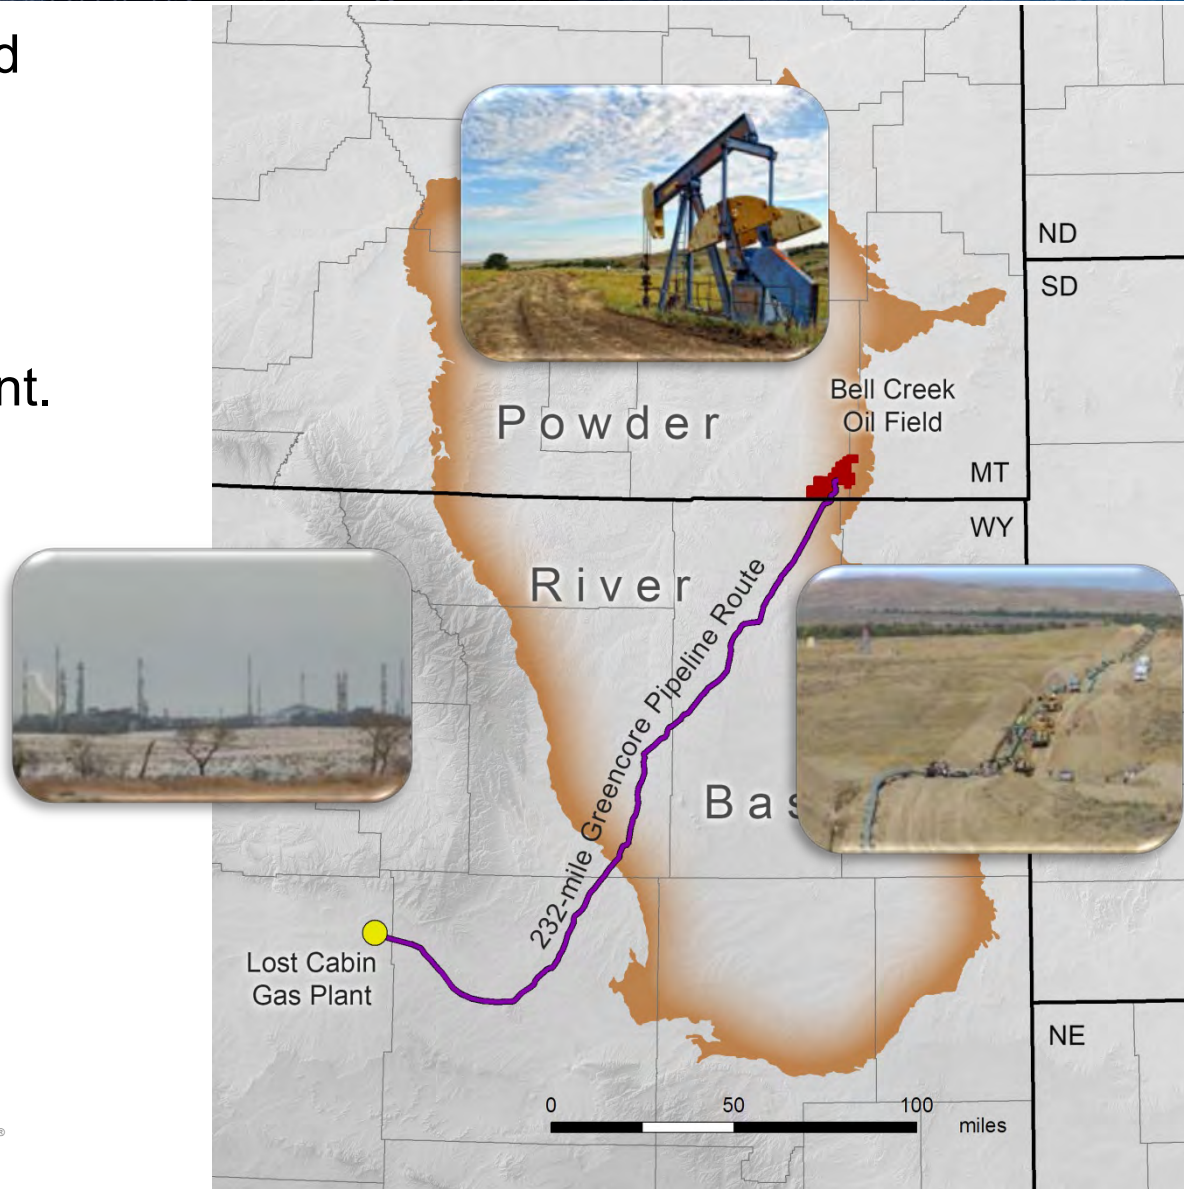 d
nt.
ND
SD
Bell Creek
Oil Field
Powder
MT
WY
River
232-mile Greencore Pipeline Route
Bas
Lost Cabin
Gas Plant
NE
0 50 100
miles
®